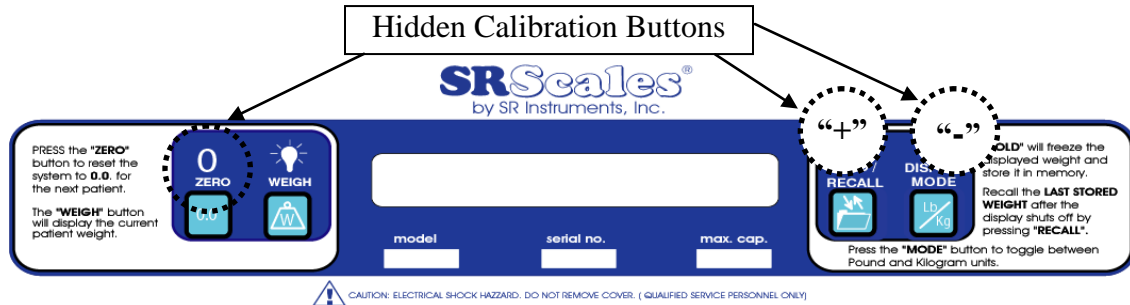 Hidden Calibration Buttons
SRScales®
by SR Instruments, Inc.
PRESS the "ZERO"
button to reset the
system to 0.0. for
the next patient.
The "WEIGH" button
will display the current
patient weight.
0
ZERO
WEIGH
0.0
W
model
serial no.
max. cap.
“+”
“-”
RECALL
MODE
Lb/Kg
will freeze the
displayed weight and
store it in memory.
Recall the LAST STORED
WEIGHT after the
display shuts off by
pressing "RECALL".
Press the "MODE" button to toggle between
Pound and Kilogram units.
CAUTION: ELECTRICAL SHOCK HAZZARD. DO NOT REMOVE COVER. ( QUALIFIED SERVICE PERSONNEL ONLY)